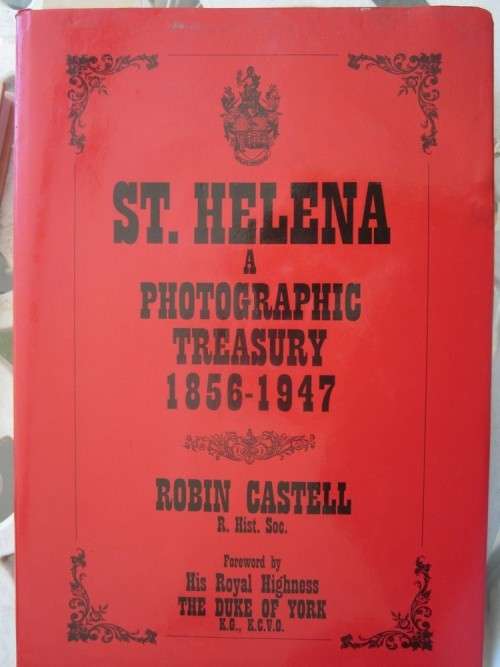 ST. HELENA
A
PHOTOGRAPHIC
TREASURY
1856-1947
ROBIN CASTELL
R. Hist. Soc.
Foreword by
His Royal Highness
THE DUKE OF YORK
K.G., K.C.V.O.